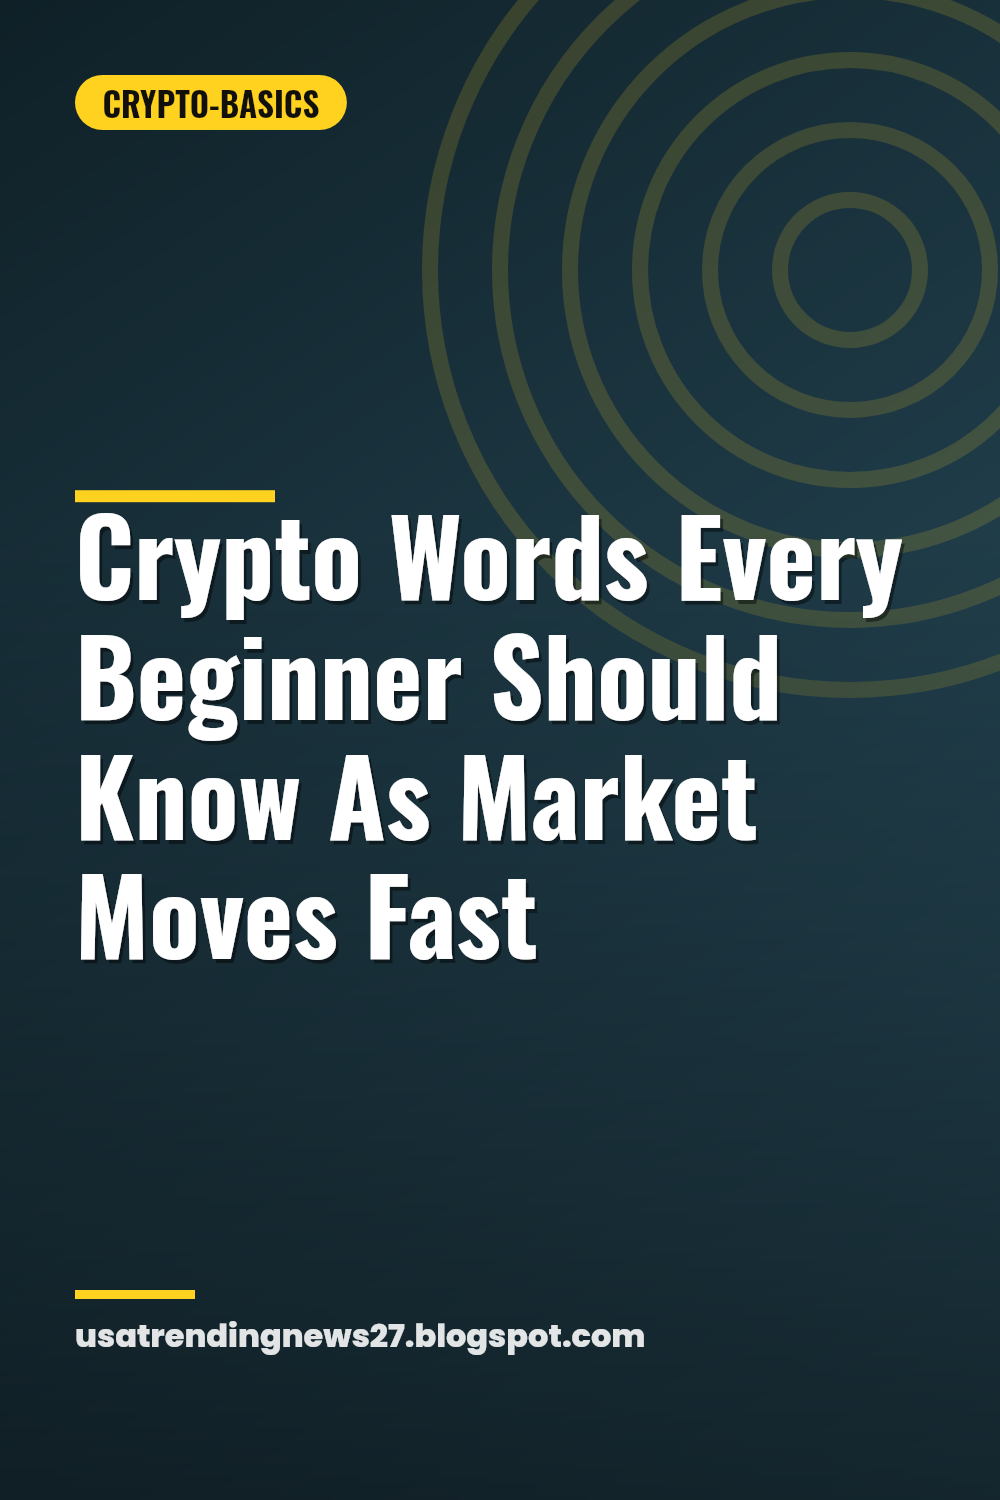 CRYPTO-BASICS
Crypto Words Every
Beginner Should
Know As Market
Moves Fast
usatrendingnews27.blogspot.com